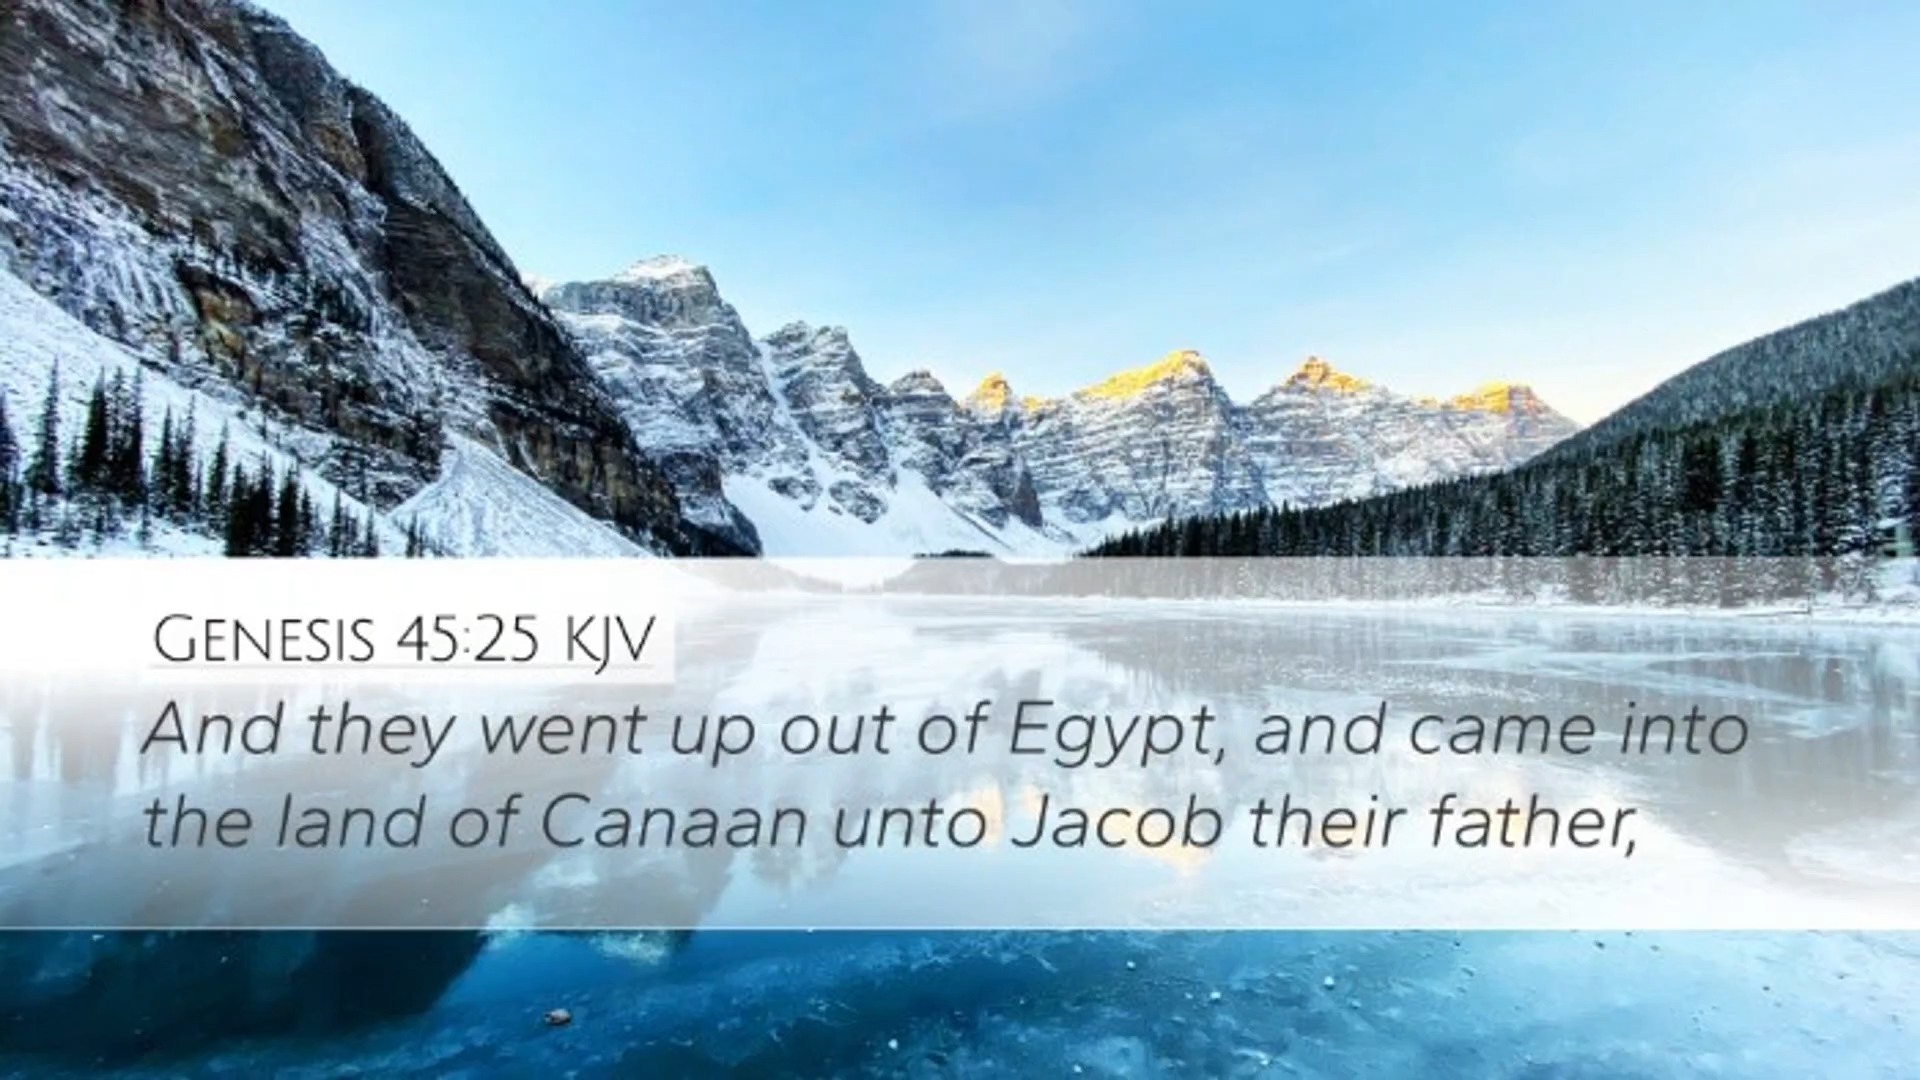 Genesis 45:25 KJV
And they went up out of Egypt, and came into
the land of Canaan unto Jacob their father,